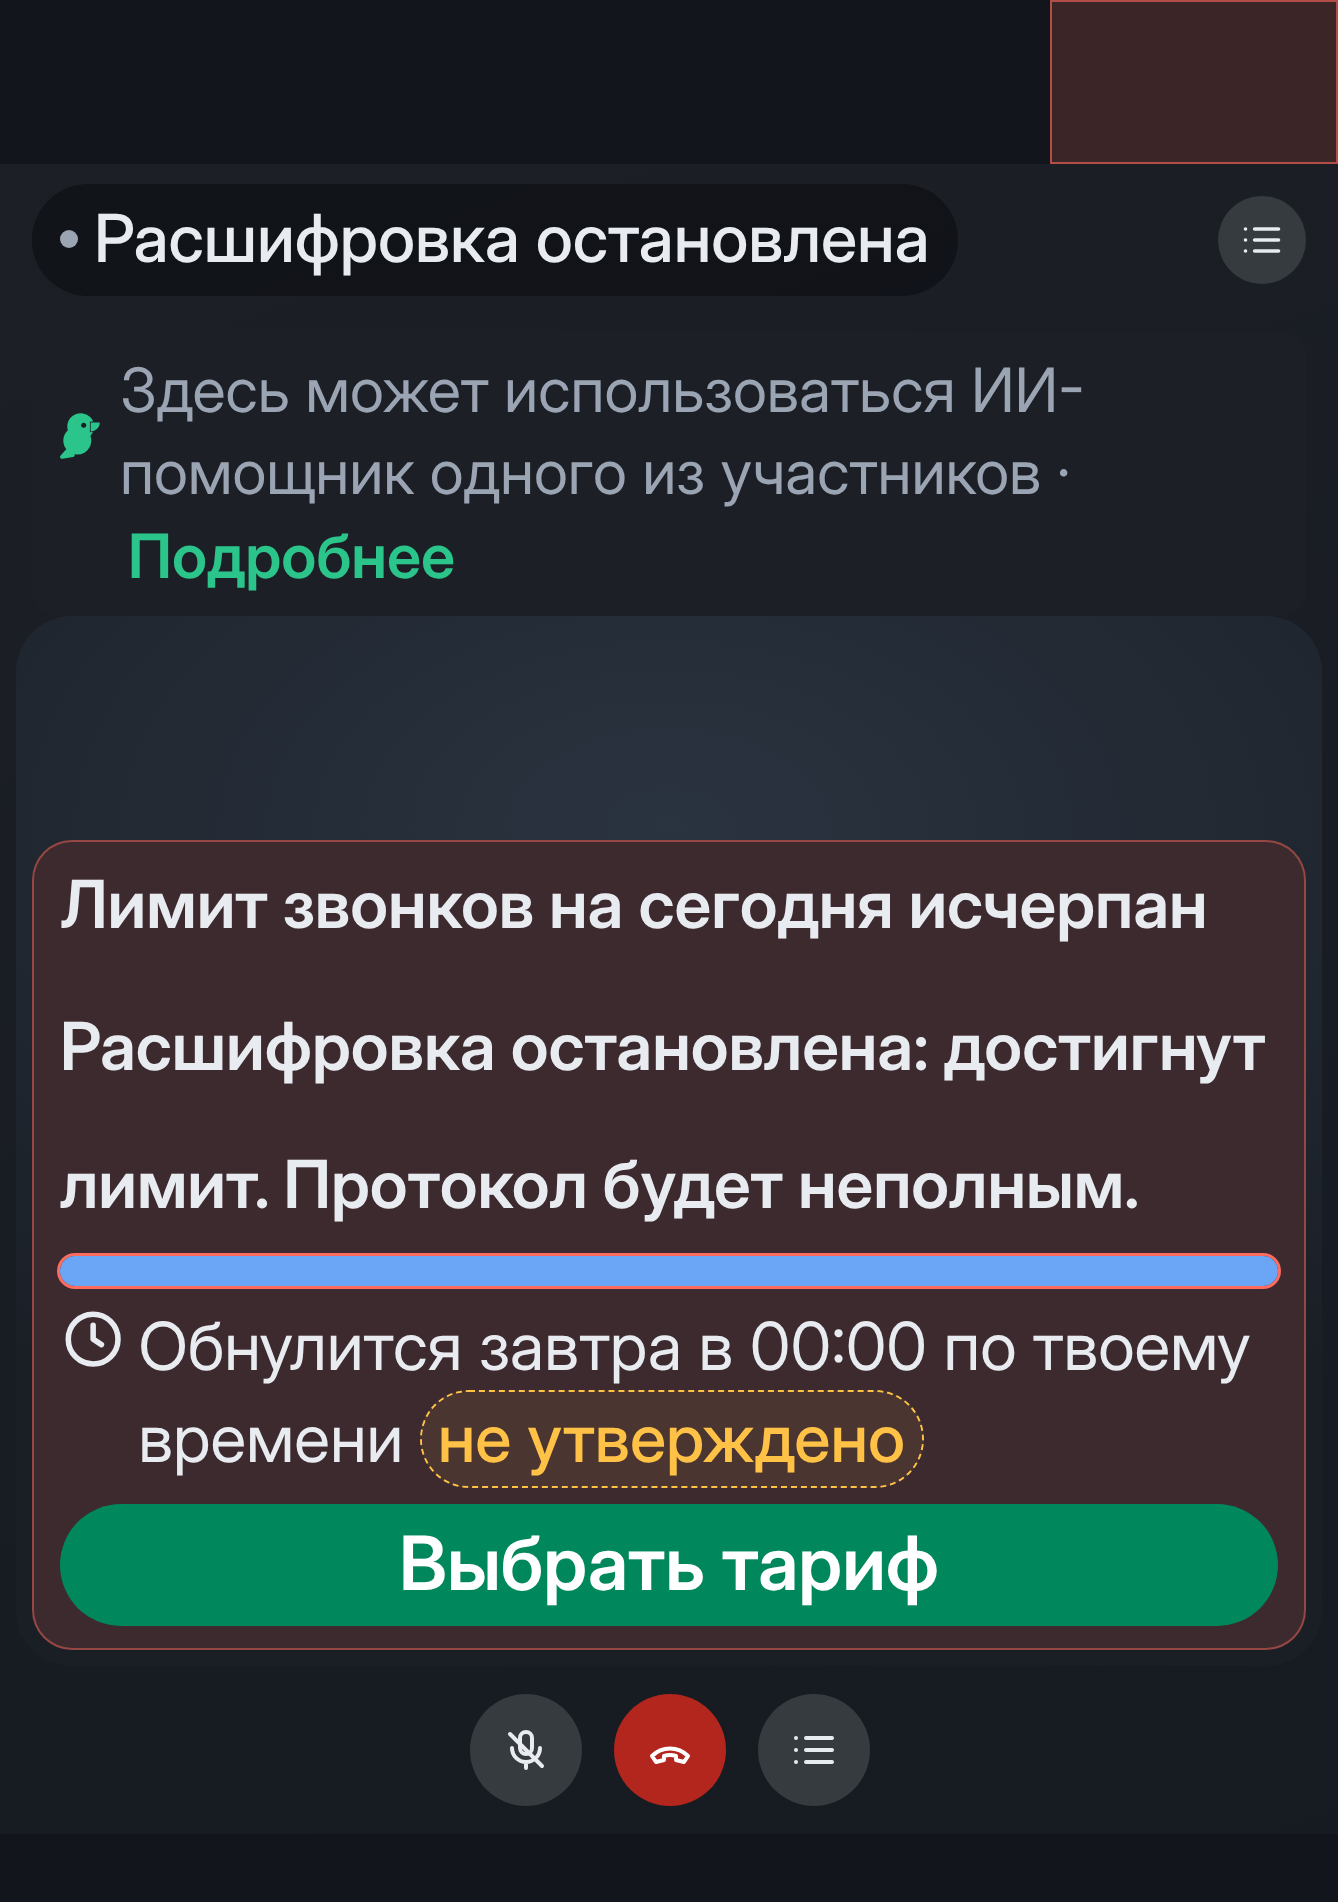 Расшифровка остановлена
Здесь может использоваться ИИ-
помощник одного из участников ·
Подробнее
Лимит звонков на сегодня исчерпан
Расшифровка остановлена: достигнут
лимит. Протокол будет неполным.
Обнулится завтра в 00:00 по твоему
времени не утверждено
Выбрать тариф